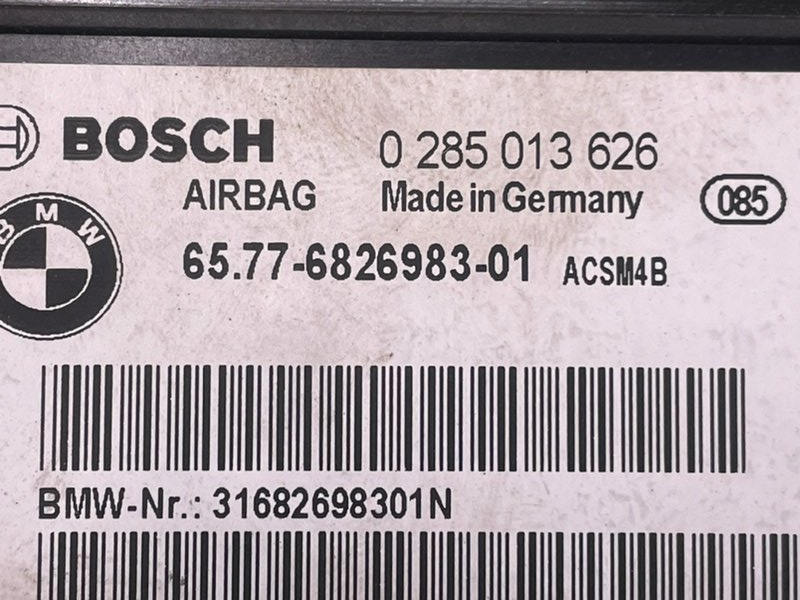 BOSCH 0 285 013 626
AIRBAG Made in Germany 085
BMW
65.77-6826983-01 ACSM4B
BMW-Nr.: 31682698301N